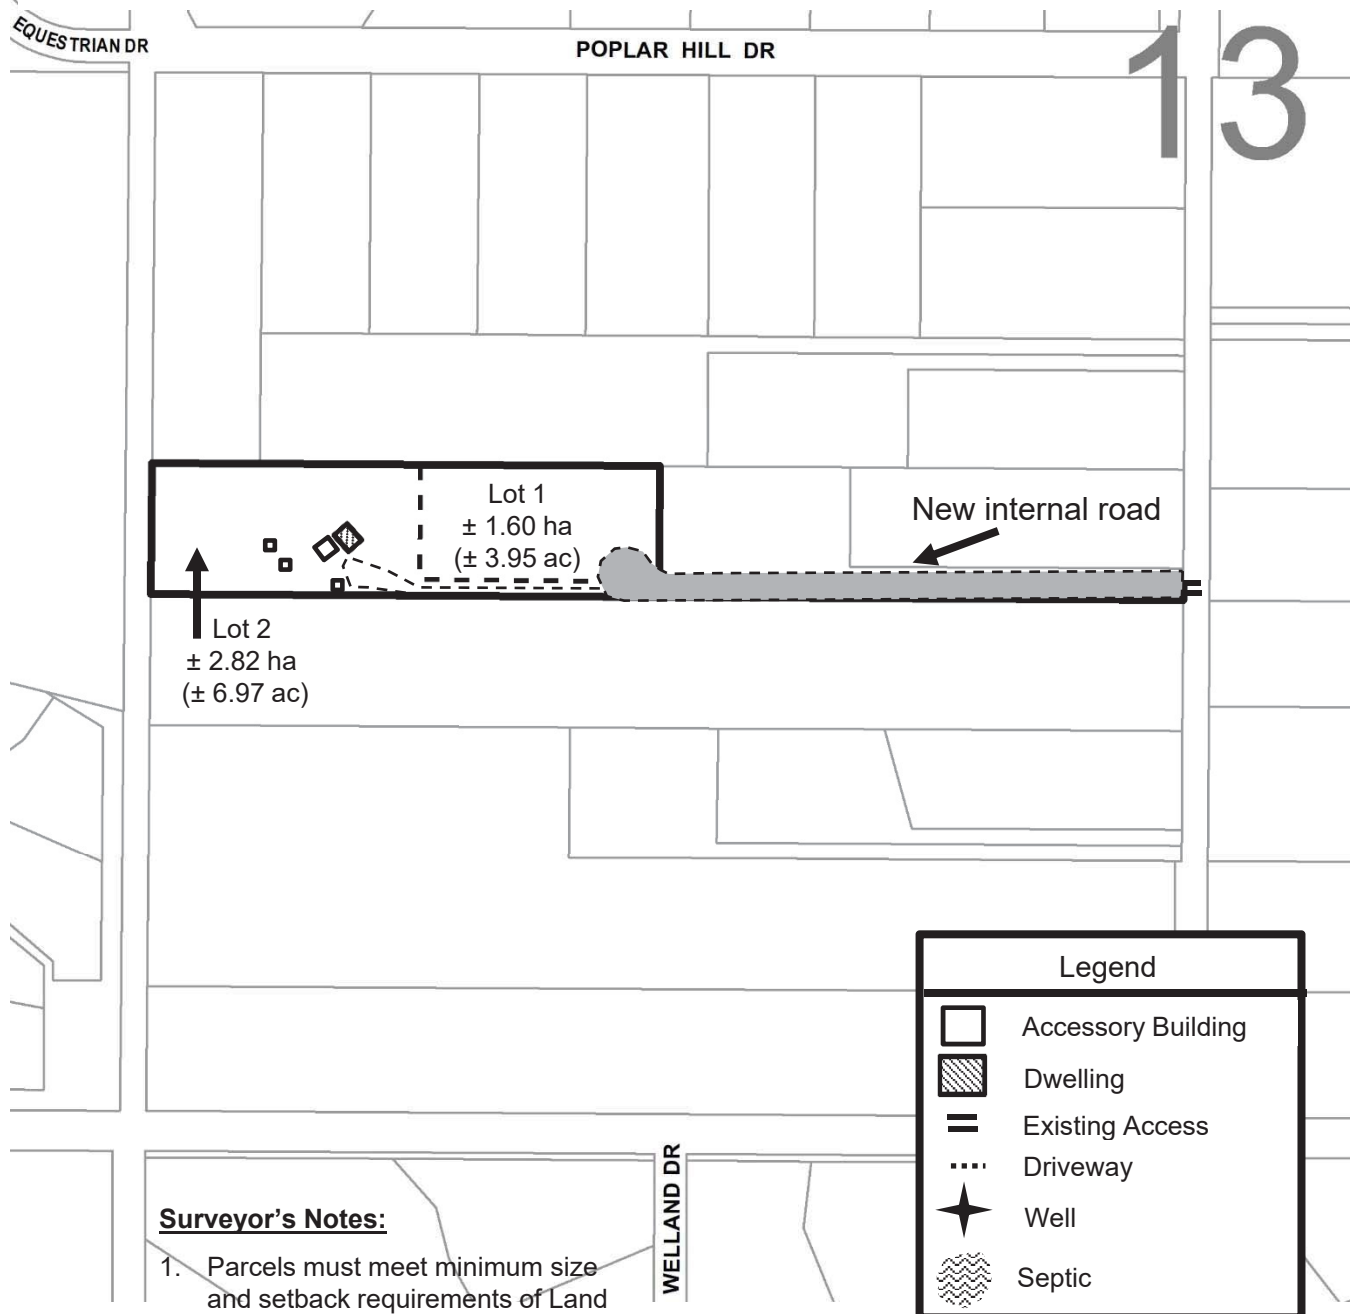 EQUESTRIAN DR
POPLAR HILL DR
13
Lot 1
± 1.60 ha
(± 3.95 ac)
New internal road
Lot 2
± 2.82 ha
(± 6.97 ac)
Legend
Accessory Building
Dwelling
Existing Access
Driveway
Well
Septic
WELLAND DR
Surveyor's Notes:
1. Parcels must meet minimum size
and setback requirements of Land